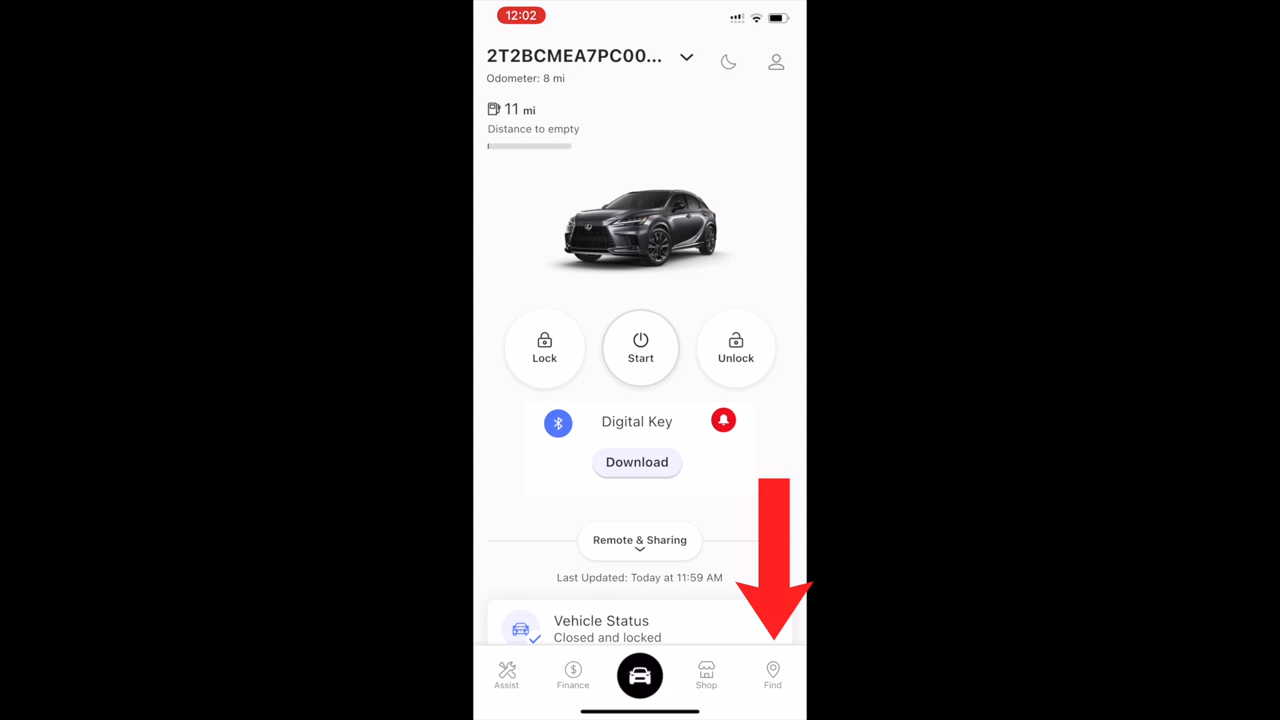 12:02
2T2BCMEA7PC00...
Odometer: 8 mi
11 mi
Distance to empty
Lock
Start
Unlock
Digital Key
Download
Remote & Sharing
Last Updated: Today at 11:59 AM
Vehicle Status
Closed and locked
Assist
Finance
Shop
Find